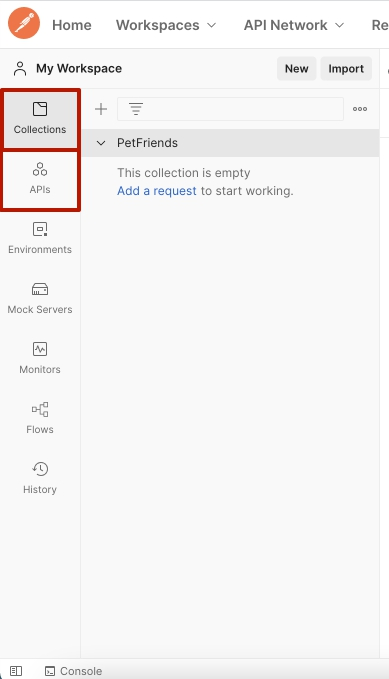 Home Workspaces API Network Re
My Workspace New Import
Collections
PetFriends
This collection is empty
Add a request to start working.
APIs
Environments
Mock Servers
Monitors
Flows
History
Console